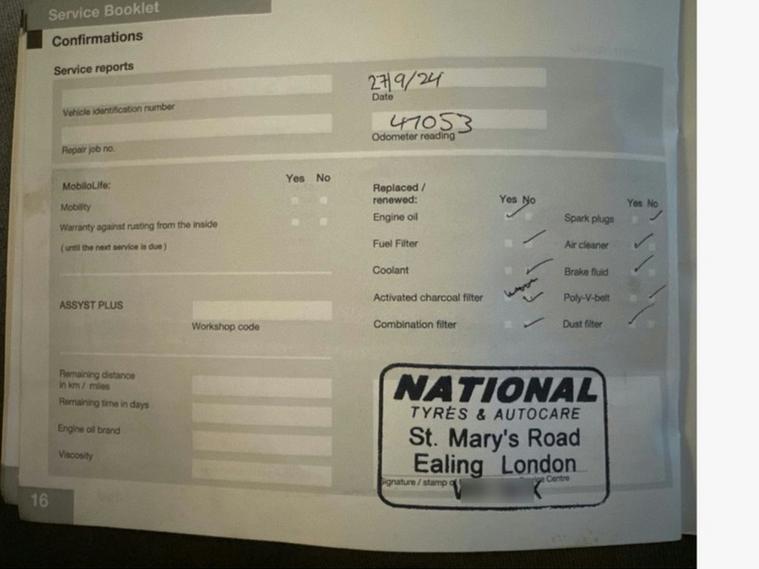 Service Booklet
Confirmations
Service reports
27/9/24
Date
Vehicle identification number
47053
Odometer reading
Repair job no.
MobiloLife:
Yes No
Mobility
Warranty against rusting from the inside
( until the next service is due )
Replaced /
renewed:
Yes No
Yes No
Engine oil
Spark plugs
Fuel Filter
Air cleaner
Coolant
Brake fluid
Activated charcoal filter
Poly-V-belt
Combination filter
Dust filter
ASSYST PLUS
Workshop code
Remaining distance
in km / miles
Remaining time in days
Engine oil brand
Viscosity
NATIONAL
TYRES & AUTOCARE
St. Mary's Road
Ealing London
Signature / stamp
Centre
16